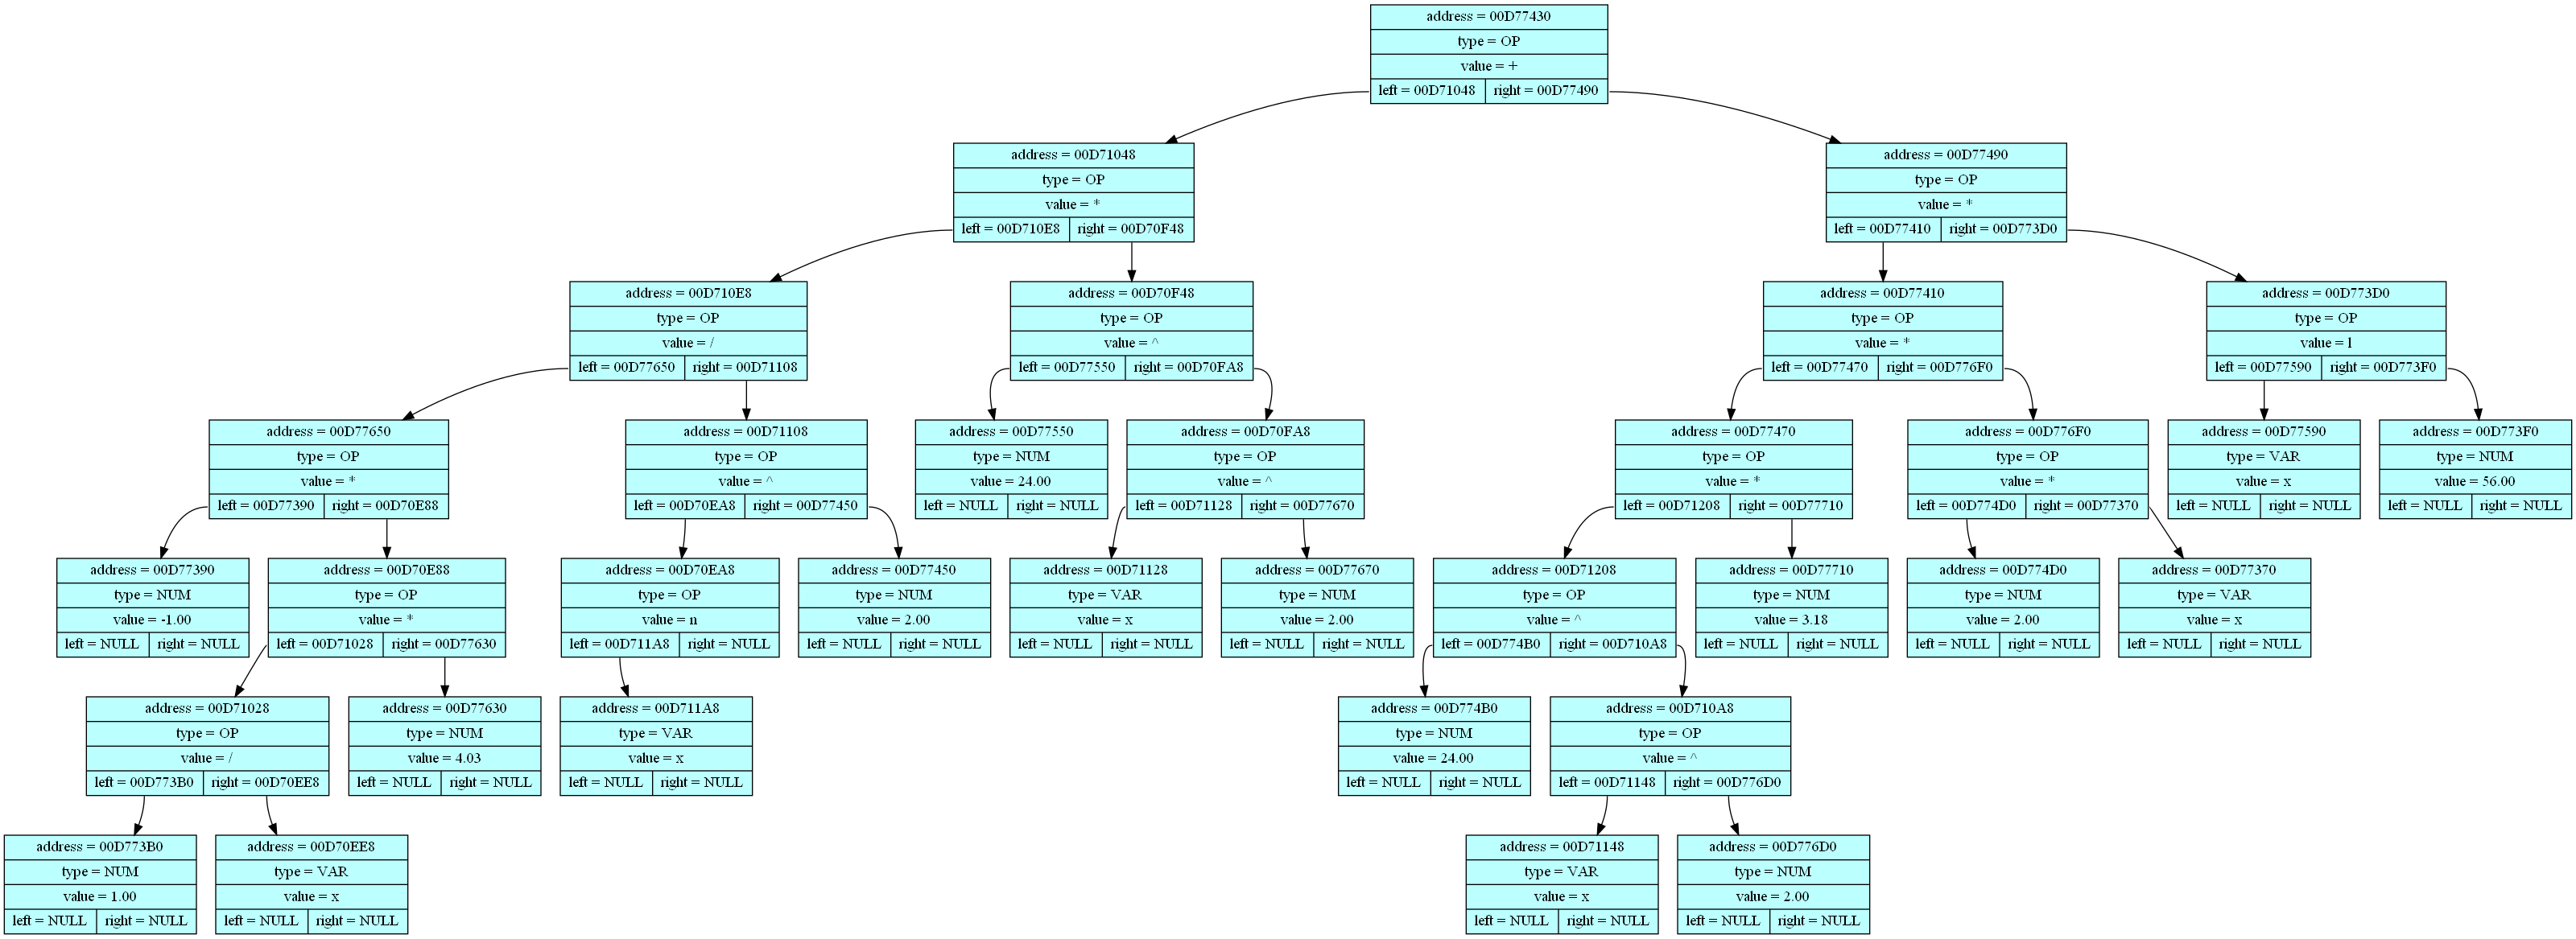 address = 00D77430
type = OP
value = +
left = 00D71048 right = 00D77490
address = 00D71048
type = OP
value = *
left = 00D710E8 right = 00D70F48
address = 00D77490
type = OP
value = *
left = 00D77410 right = 00D773D0
address = 00D710E8
type = OP
value = /
left = 00D77650 right = 00D71108
address = 00D70F48
type = OP
value = ^
left = 00D77550 right = 00D70FA8
address = 00D77410
type = OP
value = *
left = 00D77470 right = 00D776F0
address = 00D773D0
type = OP
value = l
left = 00D77590 right = 00D773F0
address = 00D77650
type = OP
value = *
left = 00D77390 right = 00D70E88
address = 00D71108
type = OP
value = ^
left = 00D70EA8 right = 00D77450
address = 00D77550
type = NUM
value = 24.00
left = NULL right = NULL
address = 00D70FA8
type = OP
value = ^
left = 00D71128 right = 00D77670
address = 00D77470
type = OP
value = *
left = 00D71208 right = 00D77710
address = 00D776F0
type = OP
value = *
left = 00D774D0 right = 00D77370
address = 00D77590
type = VAR
value = x
left = NULL right = NULL
address = 00D773F0
type = NUM
value = 56.00
left = NULL right = NULL
address = 00D77390
type = NUM
value = -1.00
left = NULL right = NULL
address = 00D70E88
type = OP
value = *
left = 00D71028 right = 00D77630
address = 00D70EA8
type = OP
value = n
left = 00D711A8 right = NULL
address = 00D77450
type = NUM
value = 2.00
left = NULL right = NULL
address = 00D71128
type = VAR
value = x
left = NULL right = NULL
address = 00D77670
type = NUM
value = 2.00
left = NULL right = NULL
address = 00D71208
type = OP
value = ^
left = 00D774B0 right = 00D710A8
address = 00D77710
type = NUM
value = 3.18
left = NULL right = NULL
address = 00D774D0
type = NUM
value = 2.00
left = NULL right = NULL
address = 00D77370
type = VAR
value = x
left = NULL right = NULL
address = 00D71028
type = OP
value = /
left = 00D773B0 right = 00D70EE8
address = 00D77630
type = NUM
value = 4.03
left = NULL right = NULL
address = 00D711A8
type = VAR
value = x
left = NULL right = NULL
address = 00D774B0
type = NUM
value = 24.00
left = NULL right = NULL
address = 00D710A8
type = OP
value = ^
left = 00D71148 right = 00D776D0
address = 00D773B0
type = NUM
value = 1.00
left = NULL right = NULL
address = 00D70EE8
type = VAR
value = x
left = NULL right = NULL
address = 00D71148
type = VAR
value = x
left = NULL right = NULL
address = 00D776D0
type = NUM
value = 2.00
left = NULL right = NULL